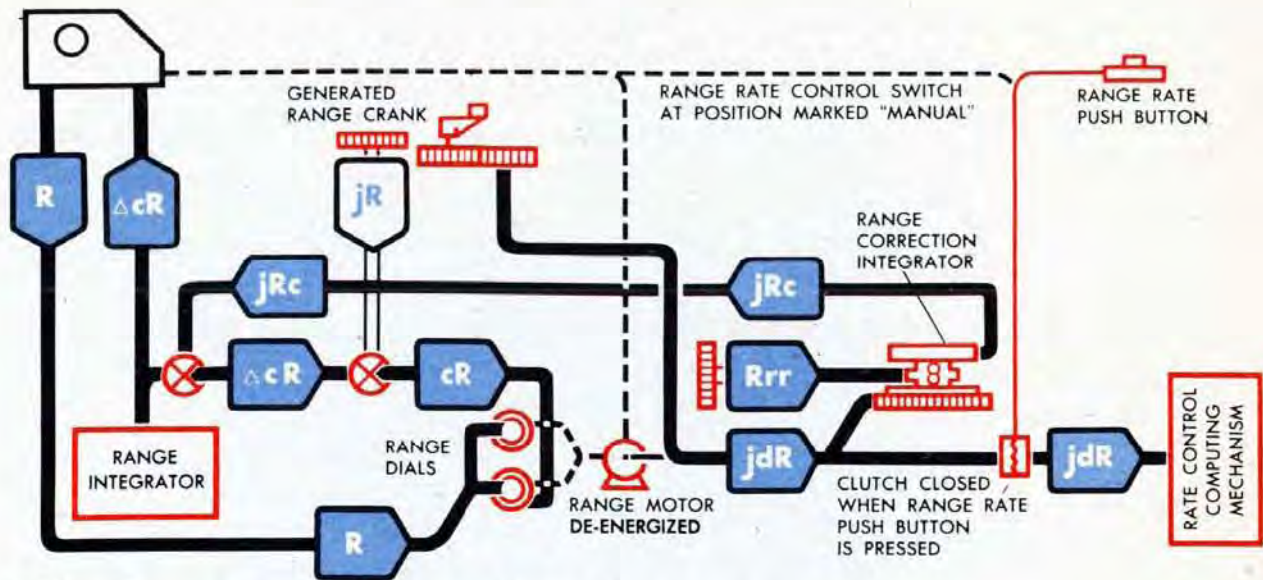 GENERATED
RANGE CRANK
RANGE RATE CONTROL SWITCH
AT POSITION MARKED "MANUAL"
RANGE RATE
PUSH BUTTON
R
△cR
jR
RANGE
CORRECTION
INTEGRATOR
jRc
jRc
△cR
cR
Rrr
RANGE
INTEGRATOR
RANGE
DIALS
RANGE MOTOR
DE-ENERGIZED
jdR
CLUTCH CLOSED
WHEN RANGE RATE
PUSH BUTTON
IS PRESSED
jdR
RATE CONTROL
COMPUTING
MECHANISM
R